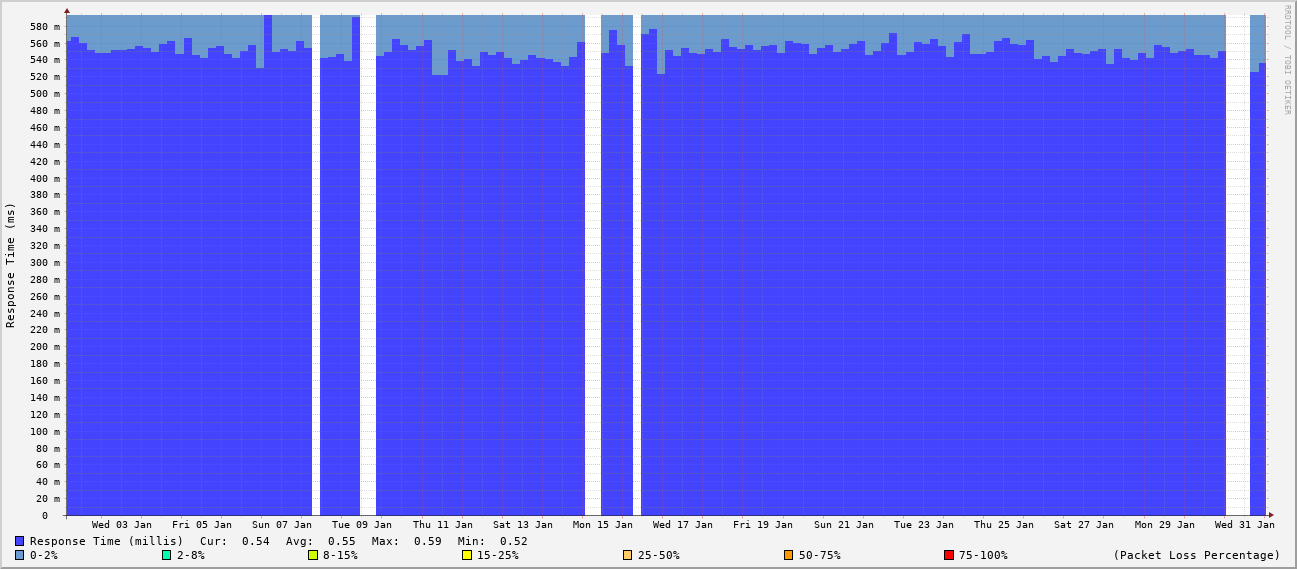 RRDTOOL / TOBI OETIKER
Response Time (ms)
580 m
560 m
540 m
520 m
500 m
480 m
460 m
440 m
420 m
400 m
380 m
360 m
340 m
320 m
300 m
280 m
260 m
240 m
220 m
200 m
180 m
160 m
140 m
120 m
100 m
80 m
60 m
40 m
20 m
0
Wed 03 Jan Fri 05 Jan Sun 07 Jan Tue 09 Jan Thu 11 Jan Sat 13 Jan Mon 15 Jan Wed 17 Jan Fri 19 Jan Sun 21 Jan Tue 23 Jan Thu 25 Jan Sat 27 Jan Mon 29 Jan Wed 31 Jan
Response Time (millis) Cur: 0.54 Avg: 0.55 Max: 0.59 Min: 0.52
0-2% 2-8% 8-15% 15-25% 25-50% 50-75% 75-100% (Packet Loss Percentage)